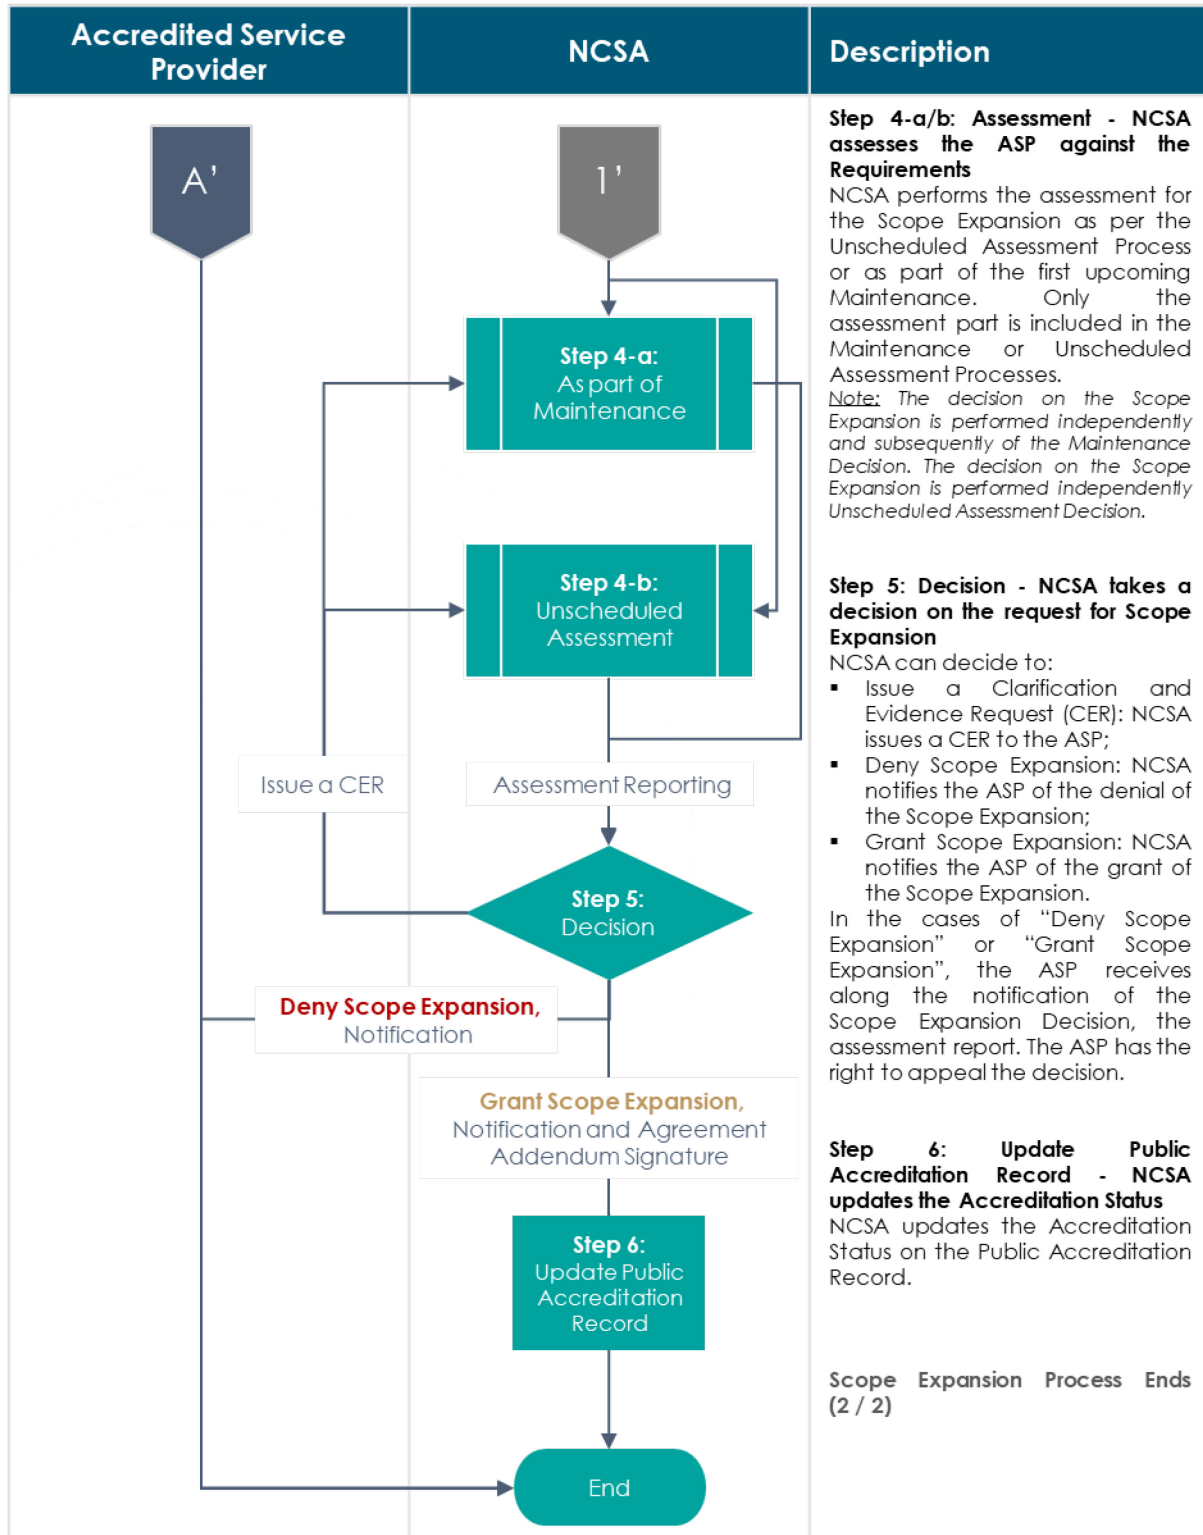 Accredited Service
Provider
NCSA
Description
A’
1’
Step 4-a:
As part of
Maintenance
Step 4-b:
Unscheduled
Assessment
Issue a CER
Assessment Reporting
Step 5:
Decision
Deny Scope Expansion,
Notification
Grant Scope Expansion,
Notification and Agreement
Addendum Signature
Step 6:
Update Public
Accreditation
Record
End
Step 4-a/b: Assessment - NCSA
assesses the ASP against the
Requirements
NCSA performs the assessment for
the Scope Expansion as per the
Unscheduled Assessment Process
or as part of the first upcoming
Maintenance. Only the
assessment part is included in the
Maintenance or Unscheduled
Assessment Processes.
Note: The decision on the Scope
Expansion is performed independently
and subsequently of the Maintenance
Decision. The decision on the Scope
Expansion is performed independently
Unscheduled Assessment Decision.
Step 5: Decision - NCSA takes a
decision on the request for Scope
Expansion
NCSA can decide to:
▪ Issue a Clarification and
Evidence Request (CER): NCSA
issues a CER to the ASP;
▪ Deny Scope Expansion: NCSA
notifies the ASP of the denial of
the Scope Expansion;
▪ Grant Scope Expansion: NCSA
notifies the ASP of the grant of
the Scope Expansion.
In the cases of “Deny Scope
Expansion” or “Grant Scope
Expansion”, the ASP receives
along the notification of the
Scope Expansion Decision, the
assessment report. The ASP has the
right to appeal the decision.
Step 6: Update Public
Accreditation Record - NCSA
updates the Accreditation Status
NCSA updates the Accreditation
Status on the Public Accreditation
Record.
Scope Expansion Process Ends
(2 / 2)